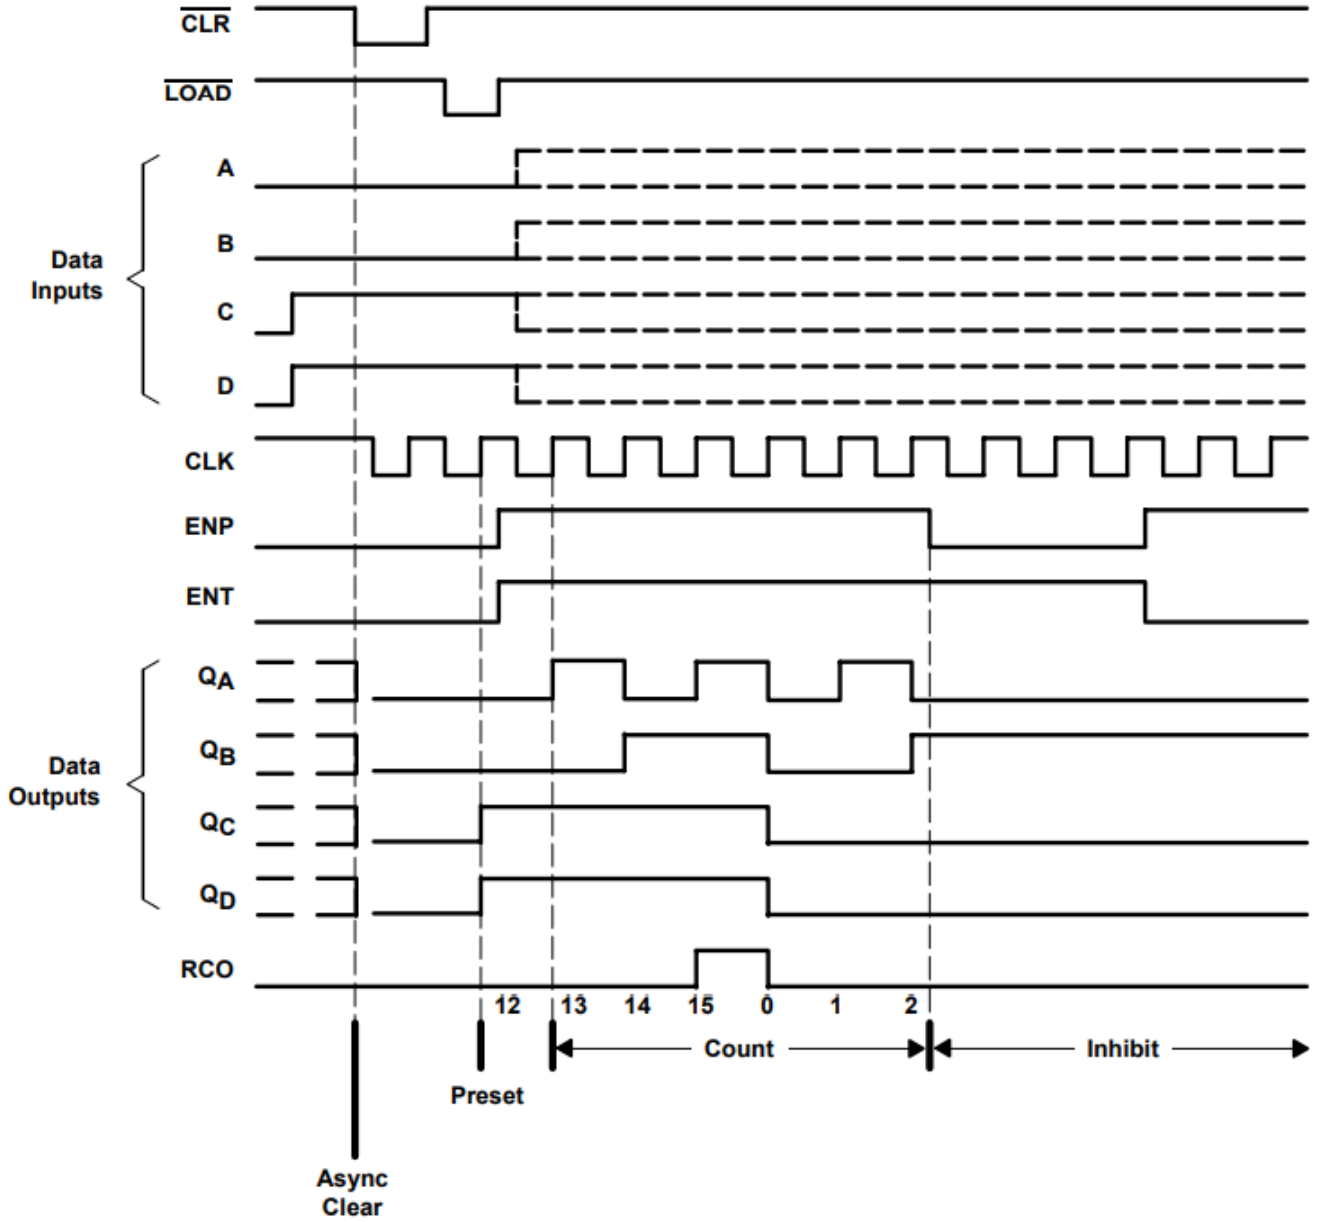 CLR
LOAD
A
B
Data
Inputs
C
D
CLK
ENP
ENT
QA
QB
Data
Outputs
QC
QD
RCO
12 13 14 15 0 1 2
Count Inhibit
Preset
Async
Clear